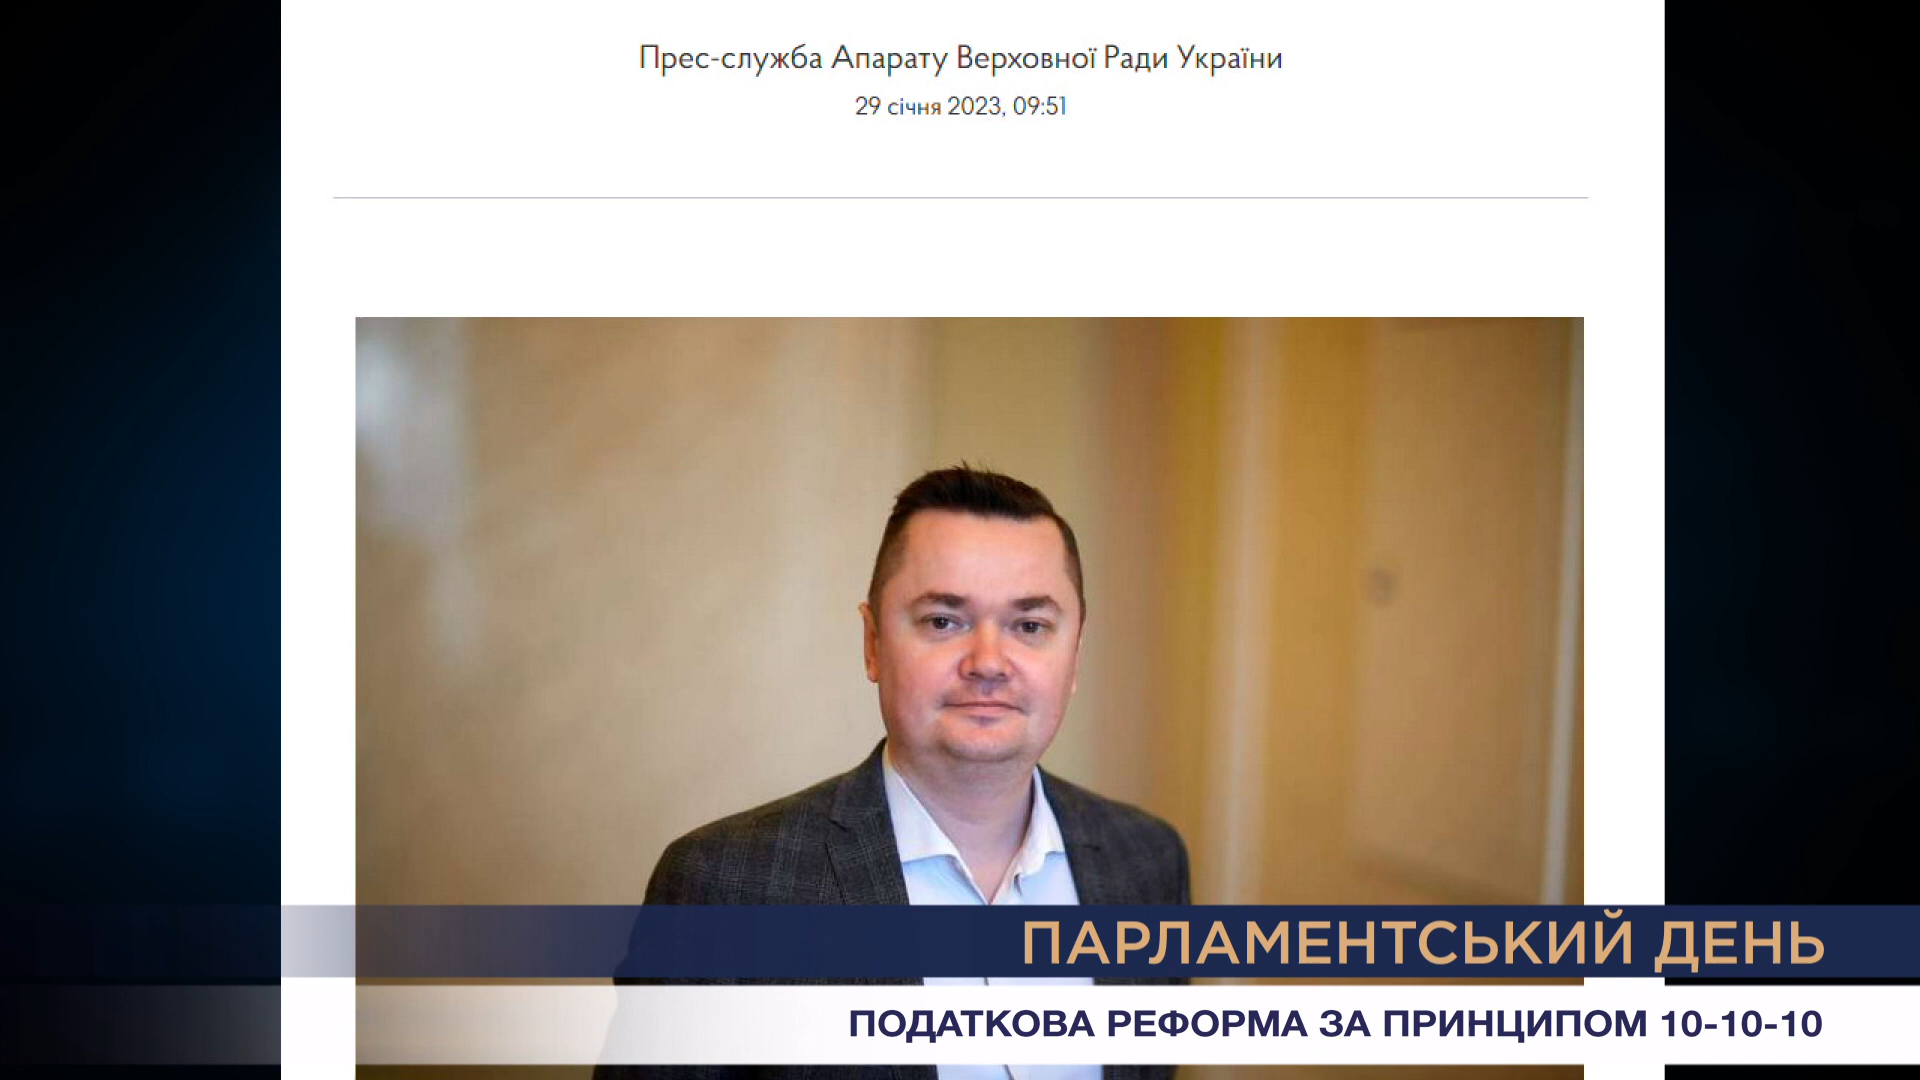 Прес-служба Апарату Верховної Ради України
29 січня 2023, 09:51
ПАРЛАМЕНТСЬКИЙ ДЕНЬ
ПОДАТКОВА РЕФОРМА ЗА ПРИНЦИПОМ 10-10-10